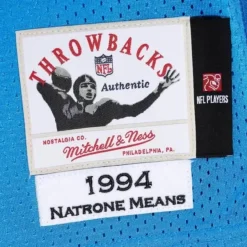 THROWBACKS
NFL
Authentic
NFL PLAYERS
NOSTALGIA CO.
Mitchell & Ness
PHILADELPHIA, PA.
1994
NATRONE MEANS